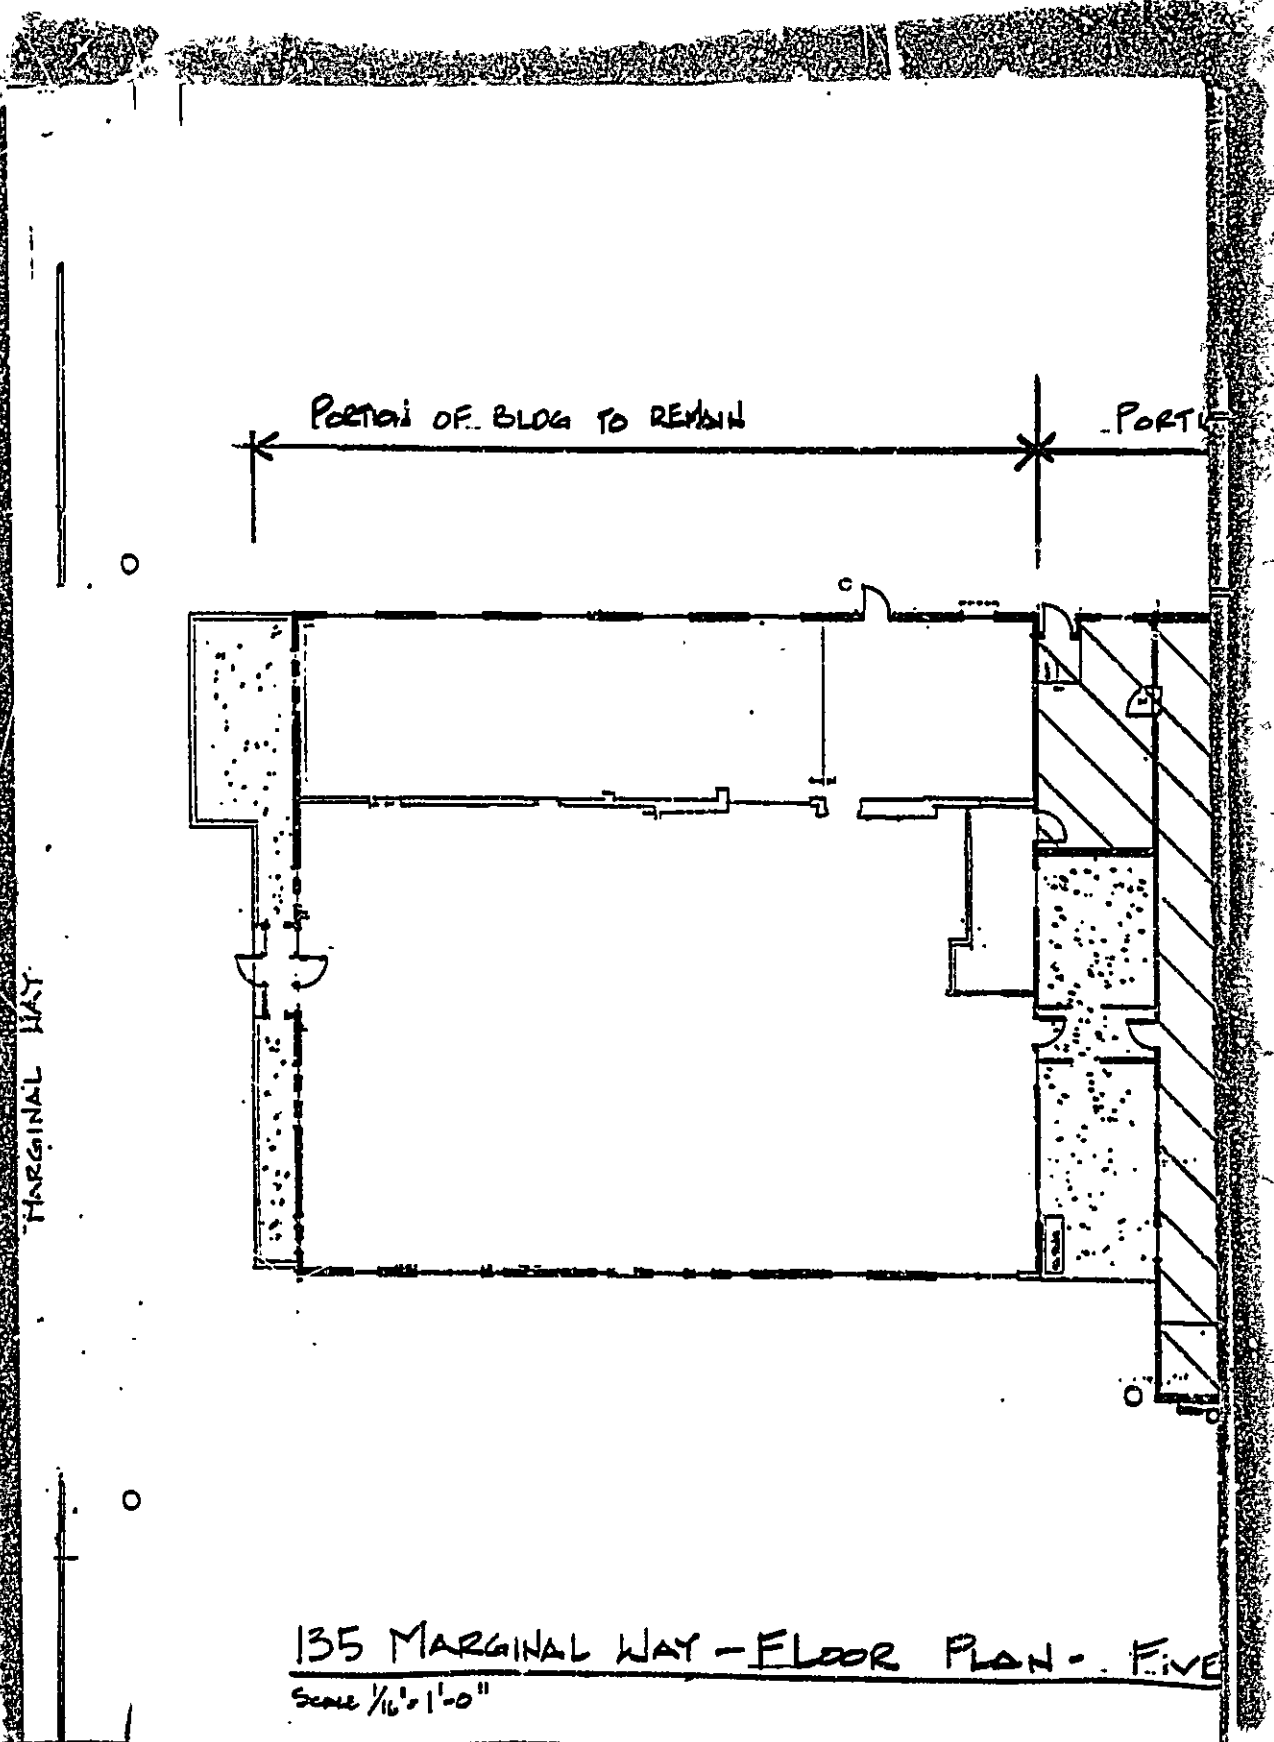 PORTION OF BLDG TO REMAIN
PORTI
MARGINAL WAY
135 MARGINAL WAY - FLOOR PLAN - FIVE
SCALE 1/16" = 1'-0"